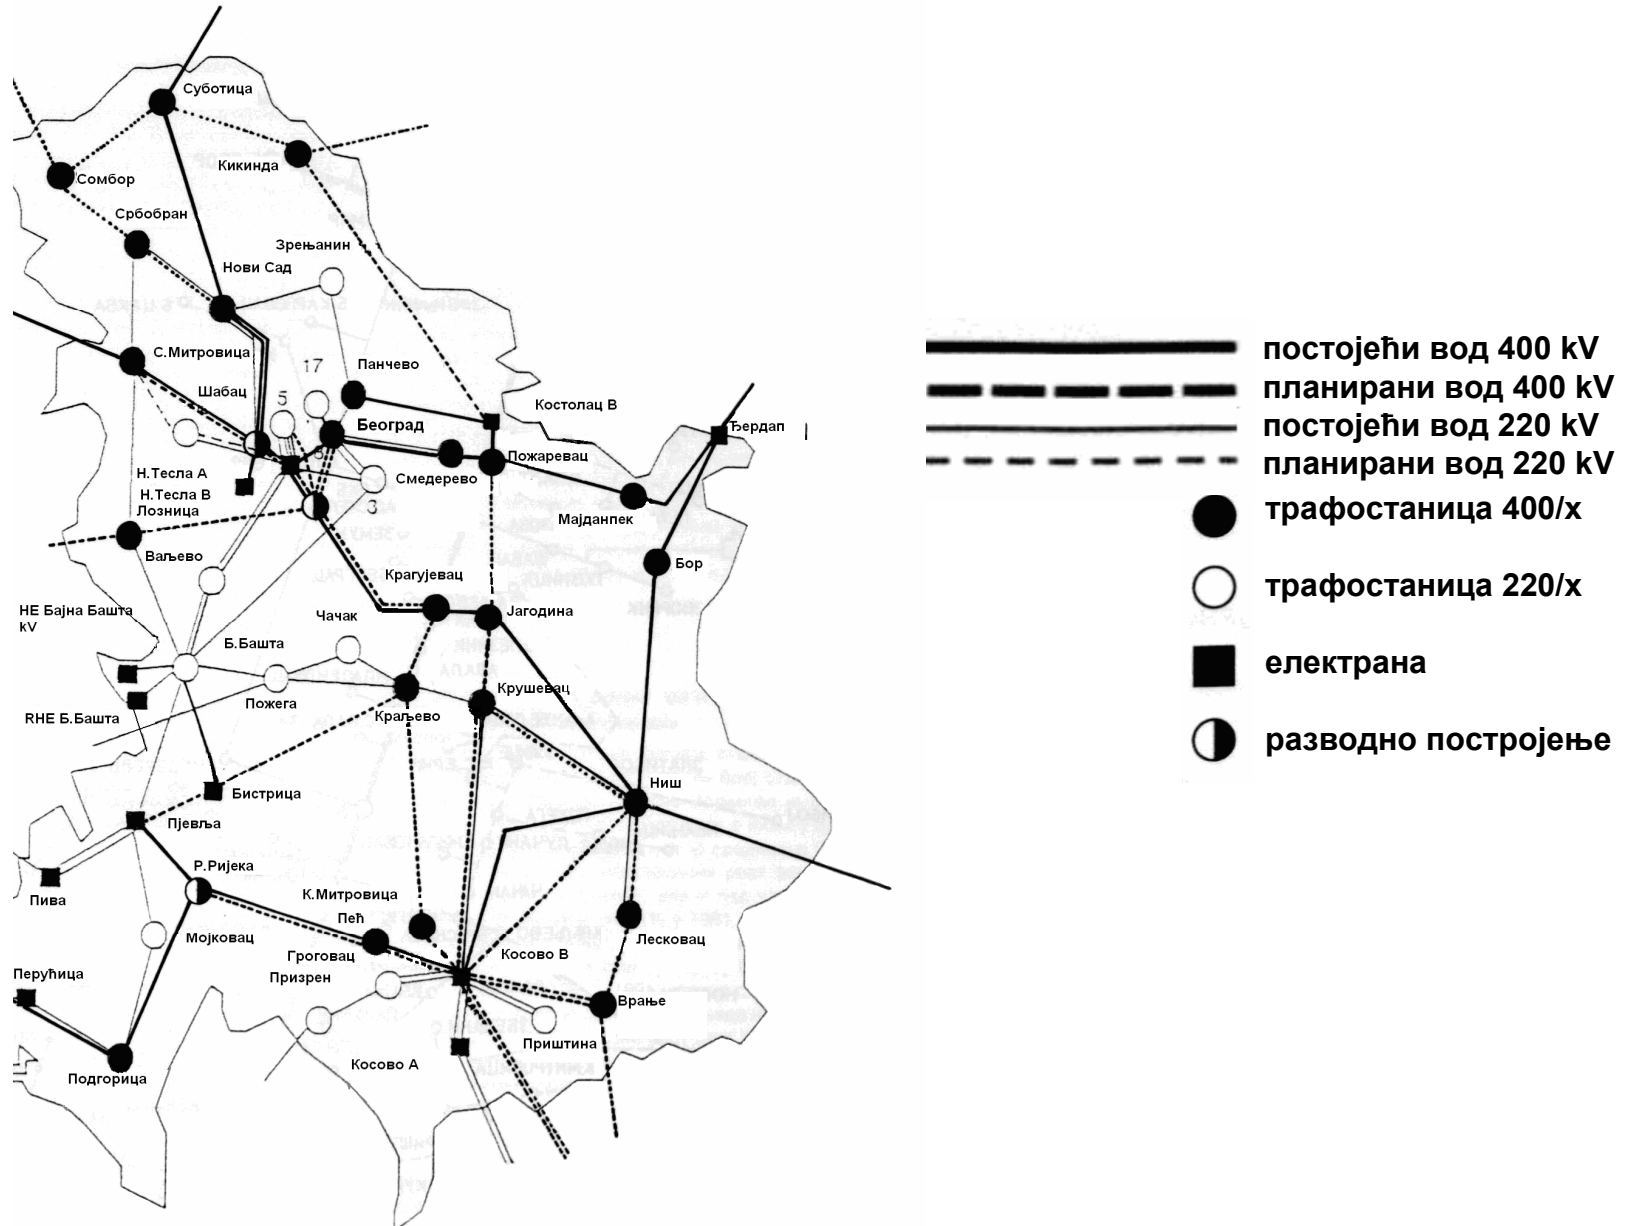 Суботица
Кикинда
Сомбор
Србобран
Зрењанин
Нови Сад
С.Митровица
17
Панчево
Шабац
5
Костолац В
Београд
Ђердап
Пожаревац
Н.Тесла А
Смедерево
Н.Тесла В
3
Лозница
Мајданпек
Ваљево
Бор
Крагујевац
НЕ Бајна Башта
kV
Чачак
Јагодина
Б.Башта
Крушевац
Пожега
RHE Б.Башта
Краљево
Ниш
Бистрица
Пјевља
Р.Ријека
К.Митровица
Пива
Пећ
Мојковац
Гроговац
Косово В
Лесковац
Перућица
Призрен
Врање
Приштина
Косово А
Подгорица
постојећи вод 400 kV
планирани вод 400 kV
постојећи вод 220 kV
планирани вод 220 kV
трафостаница 400/x
трафостаница 220/x
електрана
разводно постројење